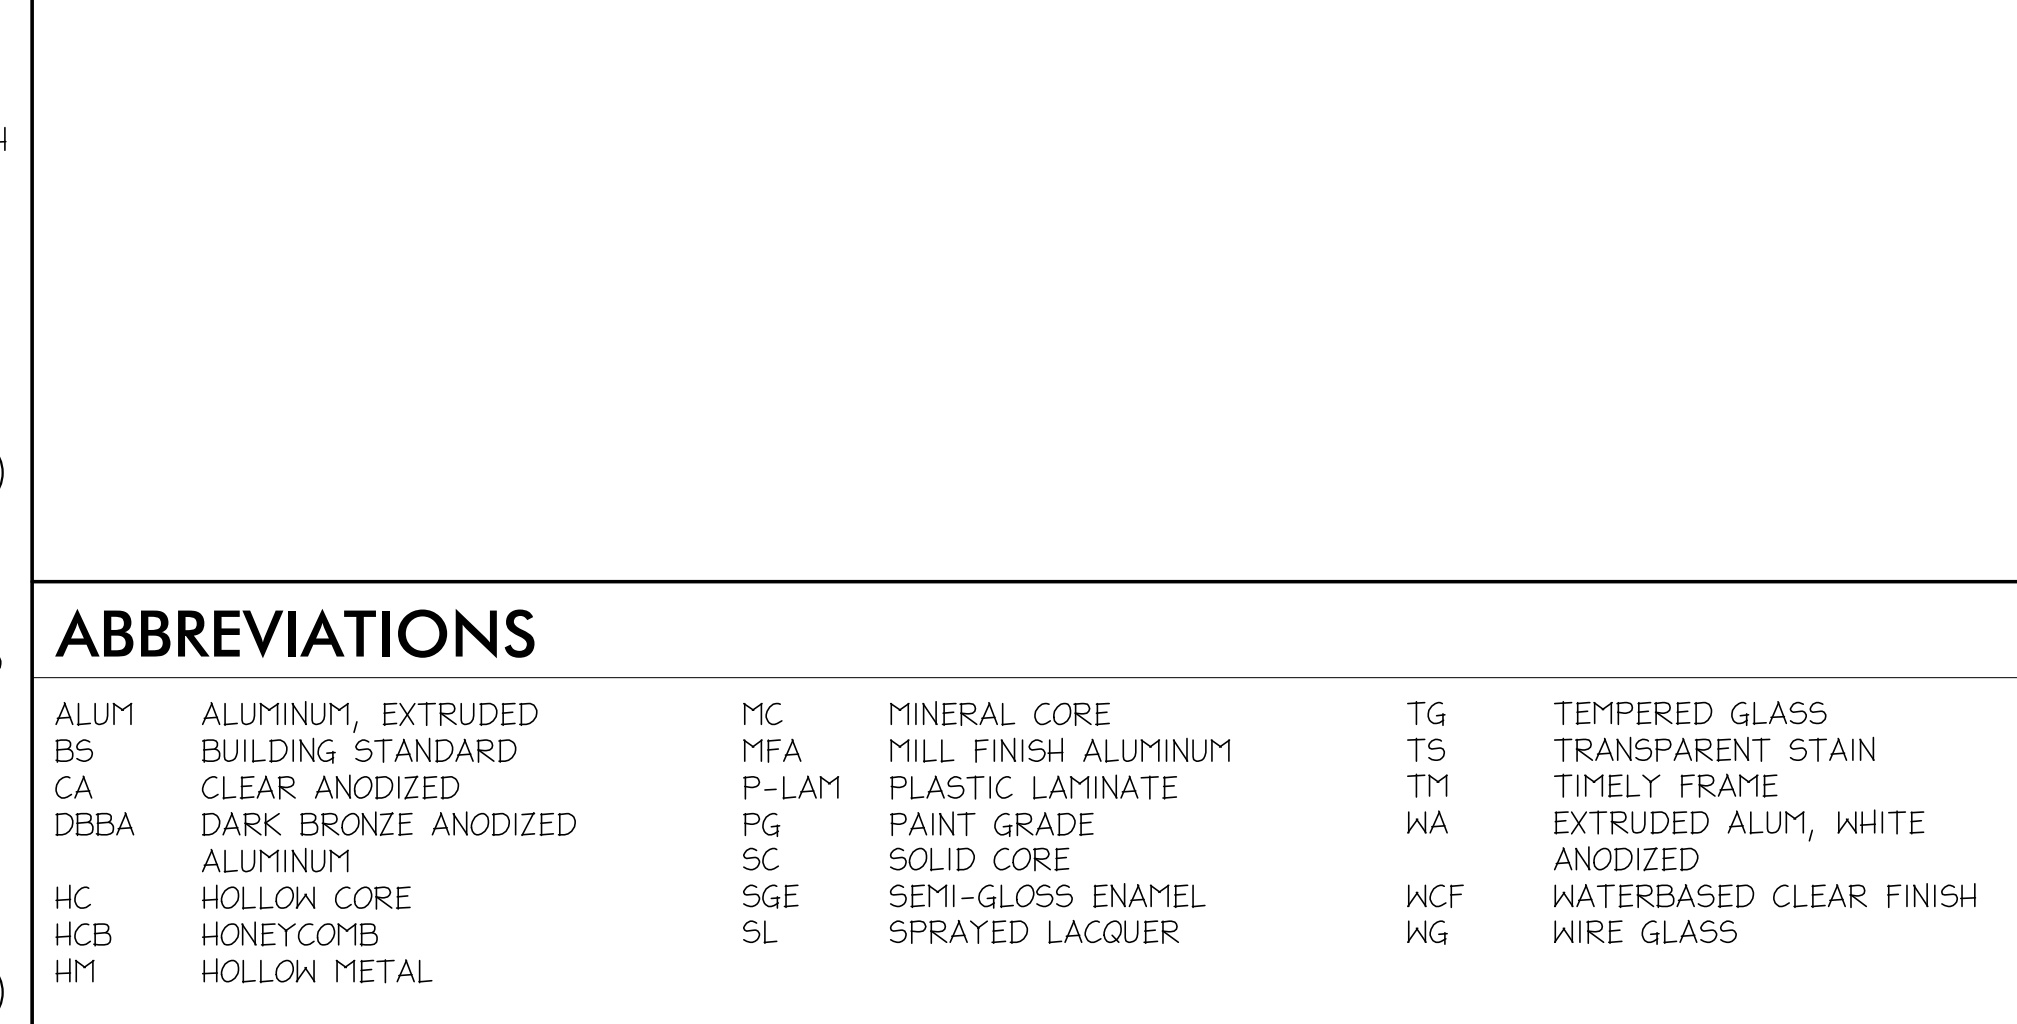 ABBREVIATIONS
ALUM ALUMINUM, EXTRUDED
BS BUILDING STANDARD
CA CLEAR ANODIZED
DBBA DARK BRONZE ANODIZED
ALUMINUM
HC HOLLOW CORE
HCB HONEYCOMB
HM HOLLOW METAL
MC MINERAL CORE
MFA MILL FINISH ALUMINUM
P-LAM PLASTIC LAMINATE
PG PAINT GRADE
SC SOLID CORE
SGE SEMI-GLOSS ENAMEL
SL SPRAYED LACQUER
TG TEMPERED GLASS
TS TRANSPARENT STAIN
TM TIMELY FRAME
WA EXTRUDED ALUM, WHITE
ANODIZED
WCF WATERBASED CLEAR FINISH
WG WIRE GLASS